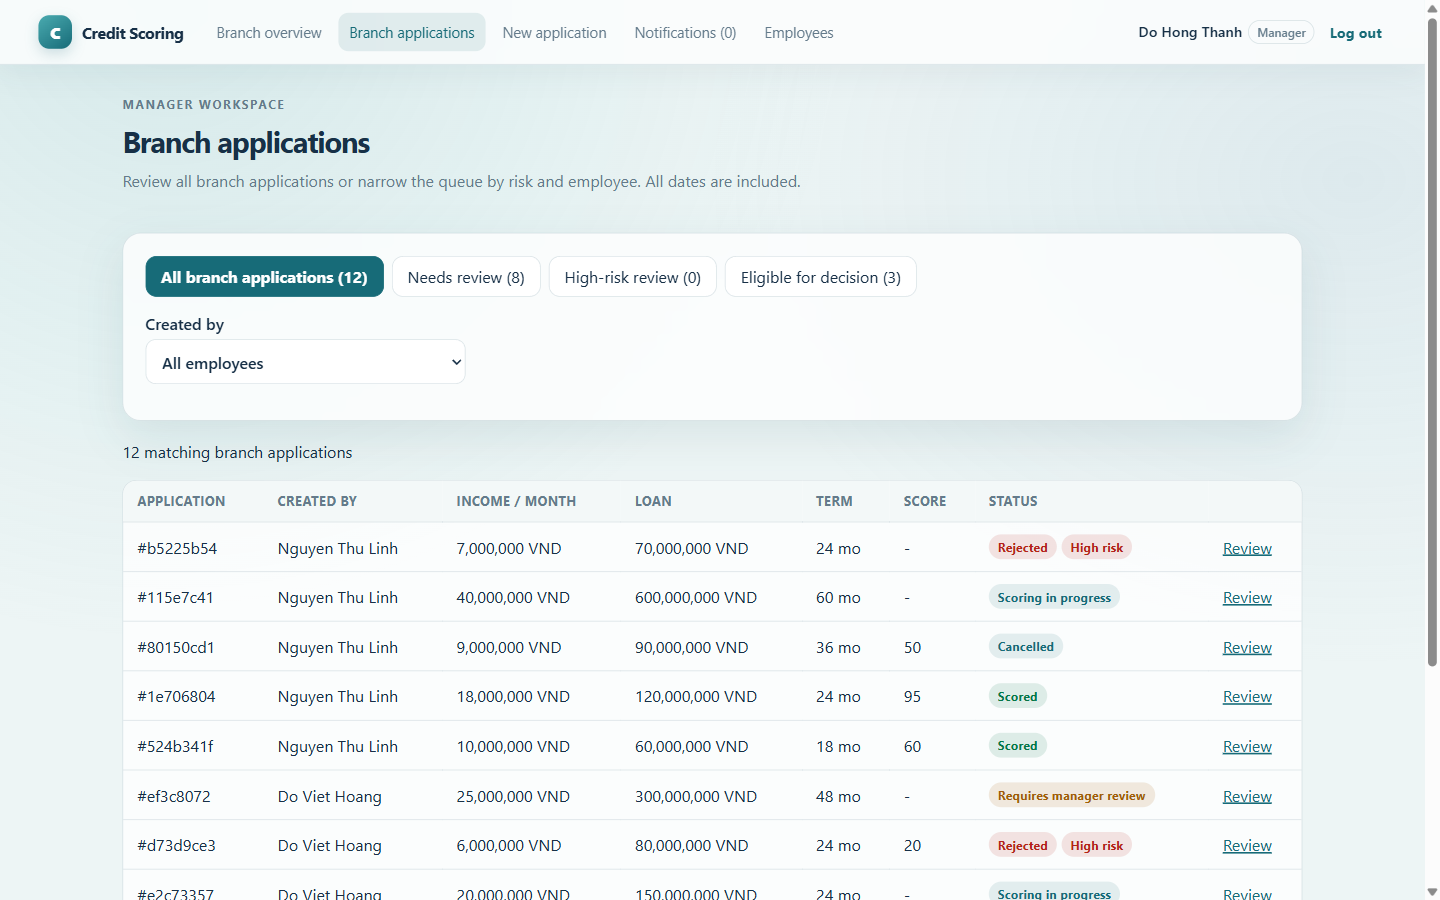 C Credit Scoring Branch overview Branch applications New application Notifications (0) Employees Do Hong Thanh Manager Log out
MANAGER WORKSPACE
Branch applications
Review all branch applications or narrow the queue by risk and employee. All dates are included.
All branch applications (12) Needs review (8) High-risk review (0) Eligible for decision (3)
Created by
All employees
12 matching branch applications
APPLICATION CREATED BY INCOME / MONTH LOAN TERM SCORE STATUS
#b5225b54 Nguyen Thu Linh 7,000,000 VND 70,000,000 VND 24 mo - Rejected High risk Review
#115e7c41 Nguyen Thu Linh 40,000,000 VND 600,000,000 VND 60 mo - Scoring in progress Review
#80150cd1 Nguyen Thu Linh 9,000,000 VND 90,000,000 VND 36 mo 50 Cancelled Review
#1e706804 Nguyen Thu Linh 18,000,000 VND 120,000,000 VND 24 mo 95 Scored Review
#524b341f Nguyen Thu Linh 10,000,000 VND 60,000,000 VND 18 mo 60 Scored Review
#ef3c8072 Do Viet Hoang 25,000,000 VND 300,000,000 VND 48 mo - Requires manager review Review
#d73d9ce3 Do Viet Hoang 6,000,000 VND 80,000,000 VND 24 mo 20 Rejected High risk Review
#e2c73357 Do Viet Hoang 20,000,000 VND 150,000,000 VND 24 mo - Scoring in progress Review